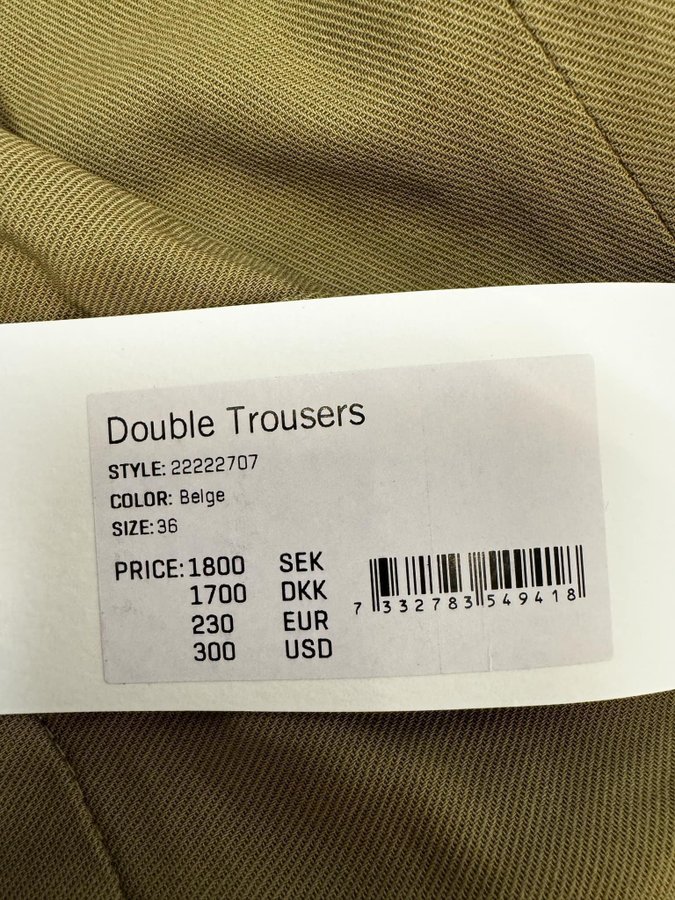 Double Trousers
STYLE: 22222707
COLOR: Beige
SIZE: 36
PRICE: 1800 SEK
1700 DKK
230 EUR
300 USD
7 332783 549418